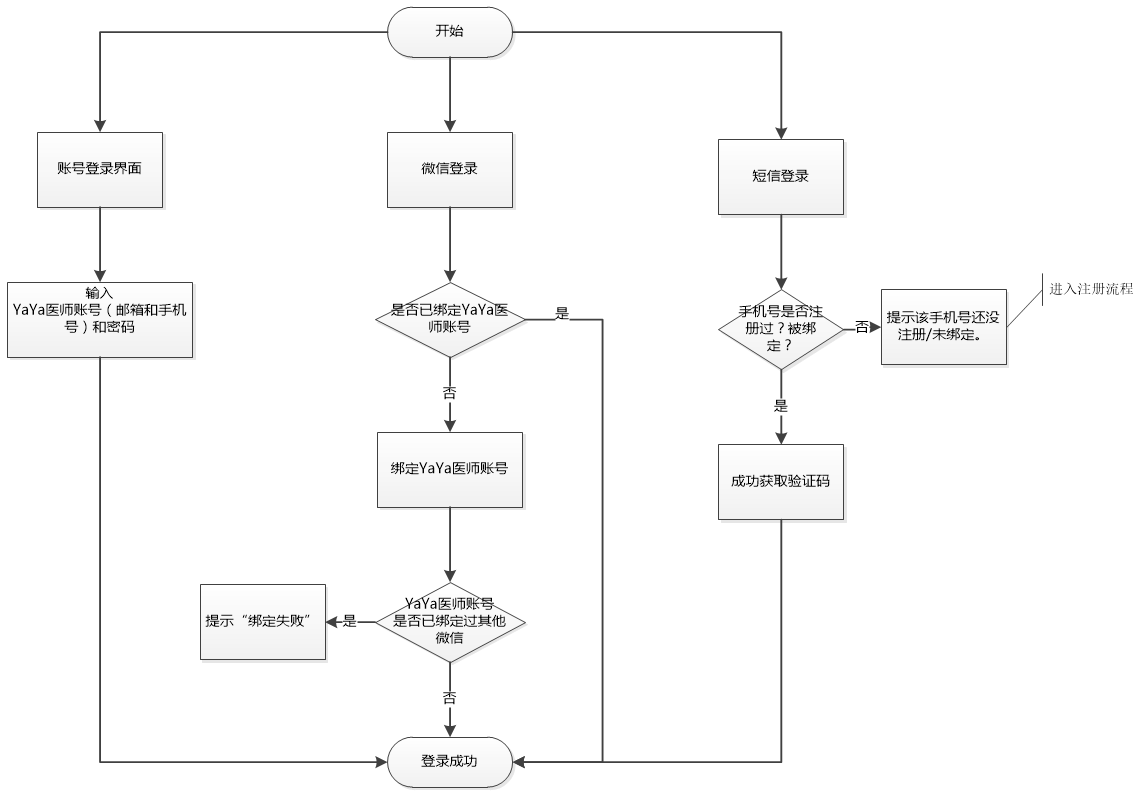 开始
账号登录界面
微信登录
短信登录
输入
YaYa医师账号（邮箱和手机
号）和密码
是否已绑定YaYa医
师账号
是
手机号是否注
册过？被绑
定？
否
提示该手机号还没
注册/未绑定。
进入注册流程
否
是
绑定YaYa医师账号
成功获取验证码
提示“绑定失败”
是
YaYa医师账号
是否已绑定过其他
微信
否
登录成功